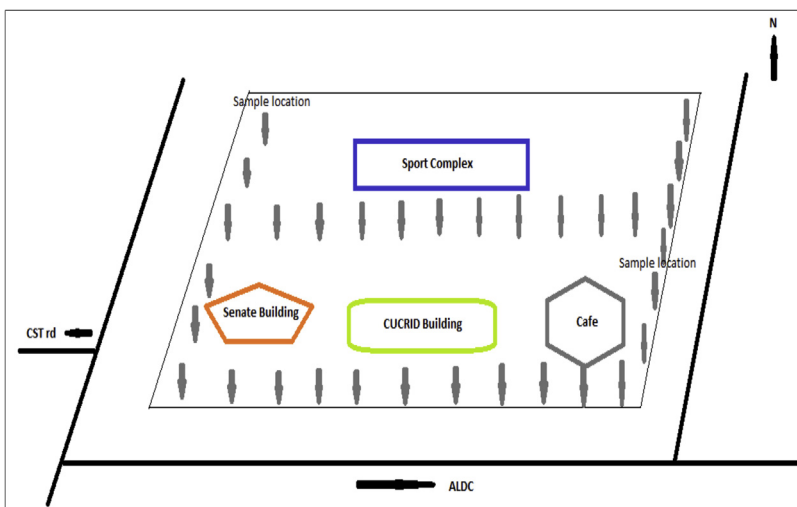 N
Sample location
Sport Complex
Sample location
Senate Building
CUCRID Building
Cafe
CST rd
ALDC